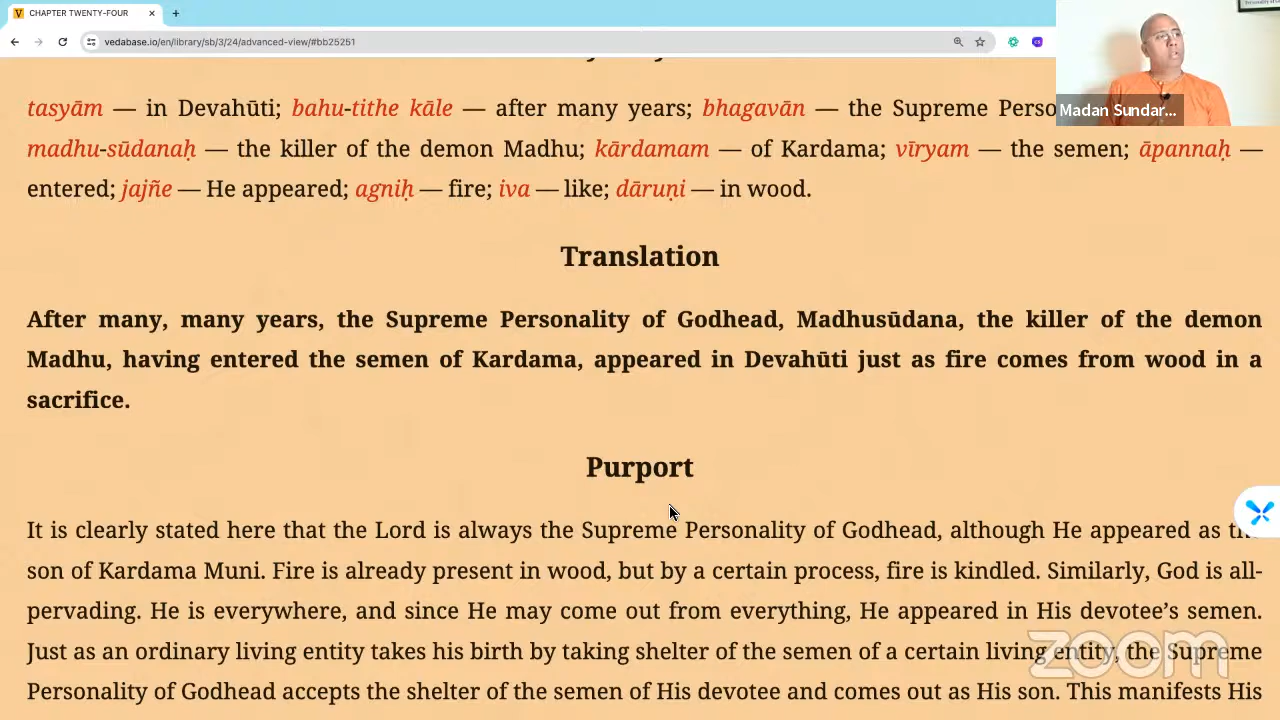 CHAPTER TWENTY-FOUR
vedabase.io/en/library/sb/3/24/advanced-view/#bb25251
Madan Sundar...
tasyām — in Devahūti; bahu-tithe kāle — after many years; bhagavān — the Supreme Perso
madhu-sūdanaḥ — the killer of the demon Madhu; kārdamam — of Kardama; vīryam — the semen; āpannaḥ —
entered; jajñe — He appeared; agniḥ — fire; iva — like; dāruṇi — in wood.
Translation
After many, many years, the Supreme Personality of Godhead, Madhusūdana, the killer of the demon
Madhu, having entered the semen of Kardama, appeared in Devahūti just as fire comes from wood in a
sacrifice.
Purport
It is clearly stated here that the Lord is always the Supreme Personality of Godhead, although He appeared as
son of Kardama Muni. Fire is already present in wood, but by a certain process, fire is kindled. Similarly, God is all-
pervading. He is everywhere, and since He may come out from everything, He appeared in His devotee's semen.
Just as an ordinary living entity takes his birth by taking shelter of the semen of a certain living entity, the Supreme
Personality of Godhead accepts the shelter of the semen of His devotee and comes out as His son. This manifests His
zoom